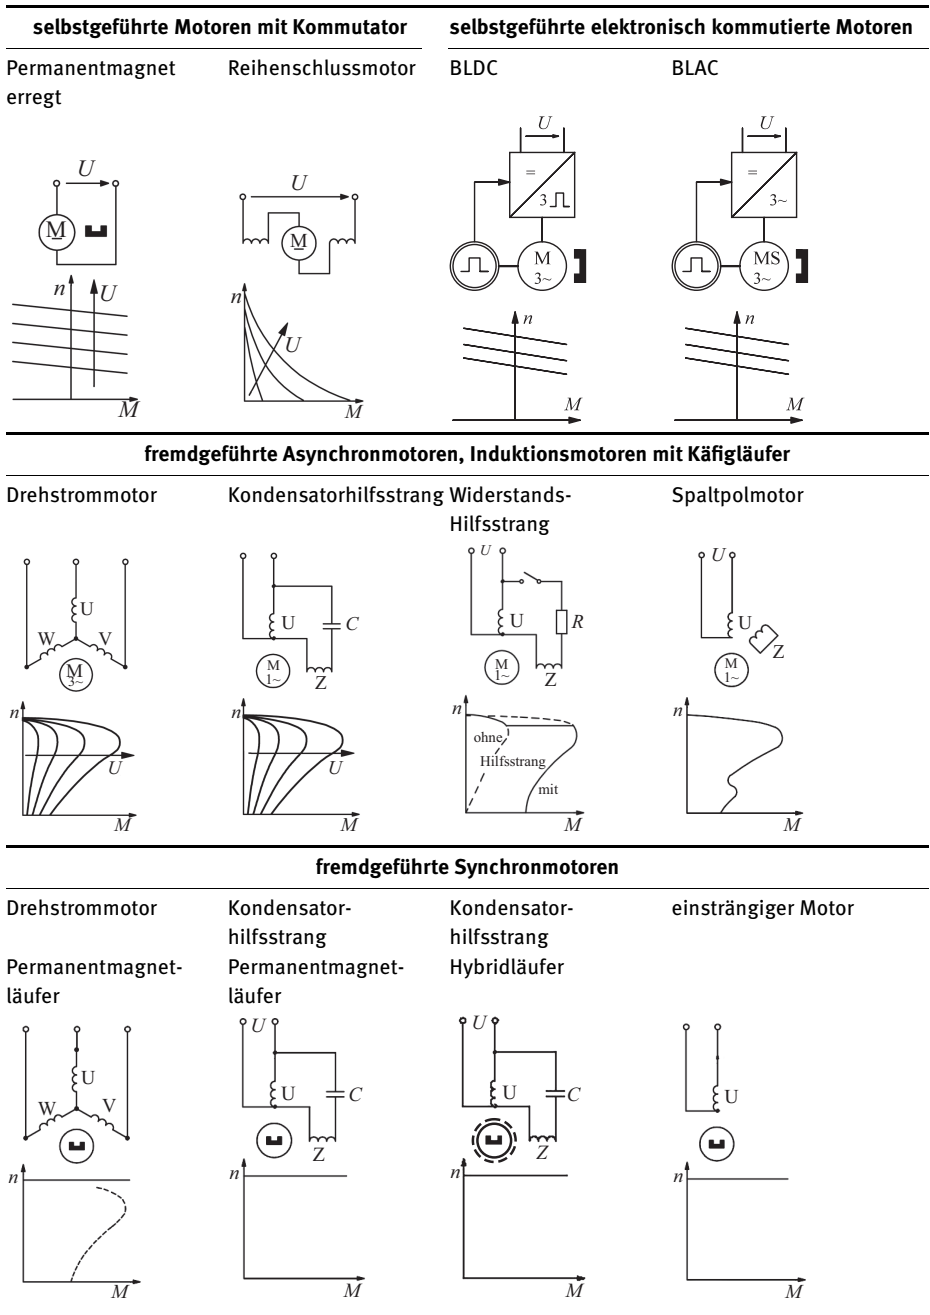 selbstgeführte Motoren mit Kommutator
selbstgeführte elektronisch kommutierte Motoren
Permanentmagnet
erregt
Reihenschlussmotor
BLDC
BLAC
U
M
n
U
M
U
M
n
U
M
U
=
3
M
3~
n
M
U
=
3~
MS
3~
n
M
fremdgeführte Asynchronmotoren, Induktionsmotoren mit Käfigläufer
Drehstrommotor
Kondensatorhilfsstrang
Widerstands-
Hilfsstrang
Spaltpolmotor
U
W
V
M
3~
n
U
M
U
C
M
1~
Z
n
U
M
U
U
R
M
1~
Z
n
ohne
Hilfsstrang
mit
M
U
U
Z
M
1~
n
M
fremdgeführte Synchronmotoren
Drehstrommotor
Kondensator-
hilfsstrang
Kondensator-
hilfsstrang
einsträngiger Motor
Permanentmagnet-
läufer
Permanentmagnet-
läufer
Hybridläufer
U
W
V
n
M
U
U
C
Z
n
M
U
U
C
Z
n
M
U
n
M